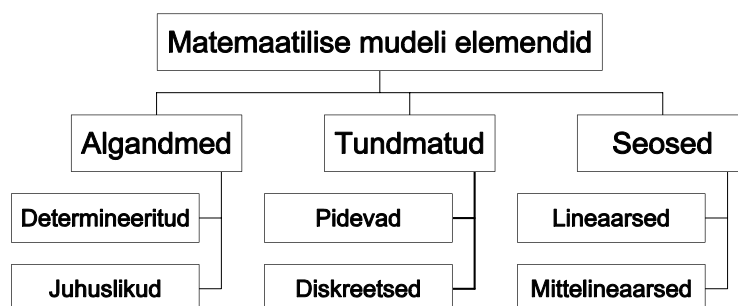 Matemaatilise mudeli elemendid
Algandmed
Tundmatud
Seosed
Determineeritud
Pidevad
Lineaarsed
Juhuslikud
Diskreetsed
Mittelineaarsed